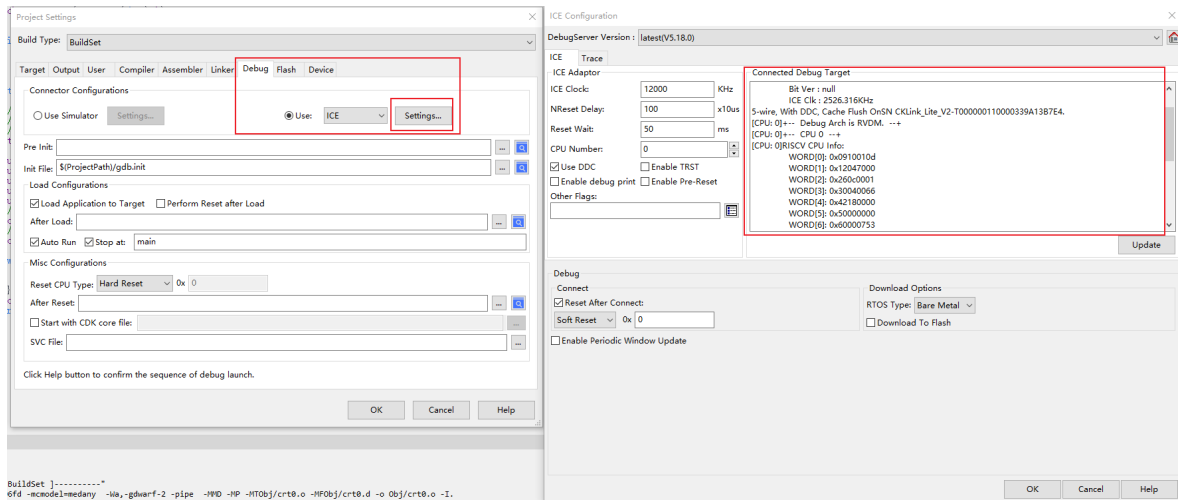 Project Settings
Build Type: BuildSet
Target Output User Compiler Assembler Linker Debug Flash Device
Connector Configurations
Use Simulator Settings... Use: ICE Settings...
Pre Init: ...
Init File: $(ProjectPath)/gdb.init ...
Load Configurations
Load Application to Target Perform Reset after Load
After Load: ...
Auto Run Stop at: main
Misc Configurations
Reset CPU Type: Hard Reset 0x 0
After Reset: ...
Start with CDK core file: ...
SVC File: ...
Click Help button to confirm the sequence of debug launch.
OK Cancel Help
BuildSet ]----------"
6fd -mcmodel=medany -Wa,-gdwarf-2 -pipe -MMD -MP -MTObj/crt0.o -MFObj/crt0.d -o Obj/crt0.o -I.
ICE Configuration
DebugServer Version : latest(V5.18.0)
ICE Trace
ICE Adaptor
ICE Clock: 12000 KHz
NReset Delay: 100 x10us
Reset Wait: 50 ms
CPU Number: 0
Use DDC Enable TRST
Enable debug print Enable Pre-Reset
Other Flags:
Connected Debug Target
Bit Ver : null
ICE Clk : 2526.316KHz
5-wire, With DDC, Cache Flush OnSN CKLink_Lite_V2-T000000110000339A13B7E4.
[CPU: 0]+-- Debug Arch is RVDM. --+
[CPU: 0]+-- CPU 0 --+
[CPU: 0]RISCV CPU Info:
WORD[0]: 0x0910010d
WORD[1]: 0x12047000
WORD[2]: 0x260c0001
WORD[3]: 0x30040066
WORD[4]: 0x42180000
WORD[5]: 0x50000000
WORD[6]: 0x60000753
Update
Debug
Connect
Reset After Connect:
Soft Reset 0x 0
Enable Periodic Window Update
Download Options
RTOS Type: Bare Metal
Download To Flash
OK Cancel Help